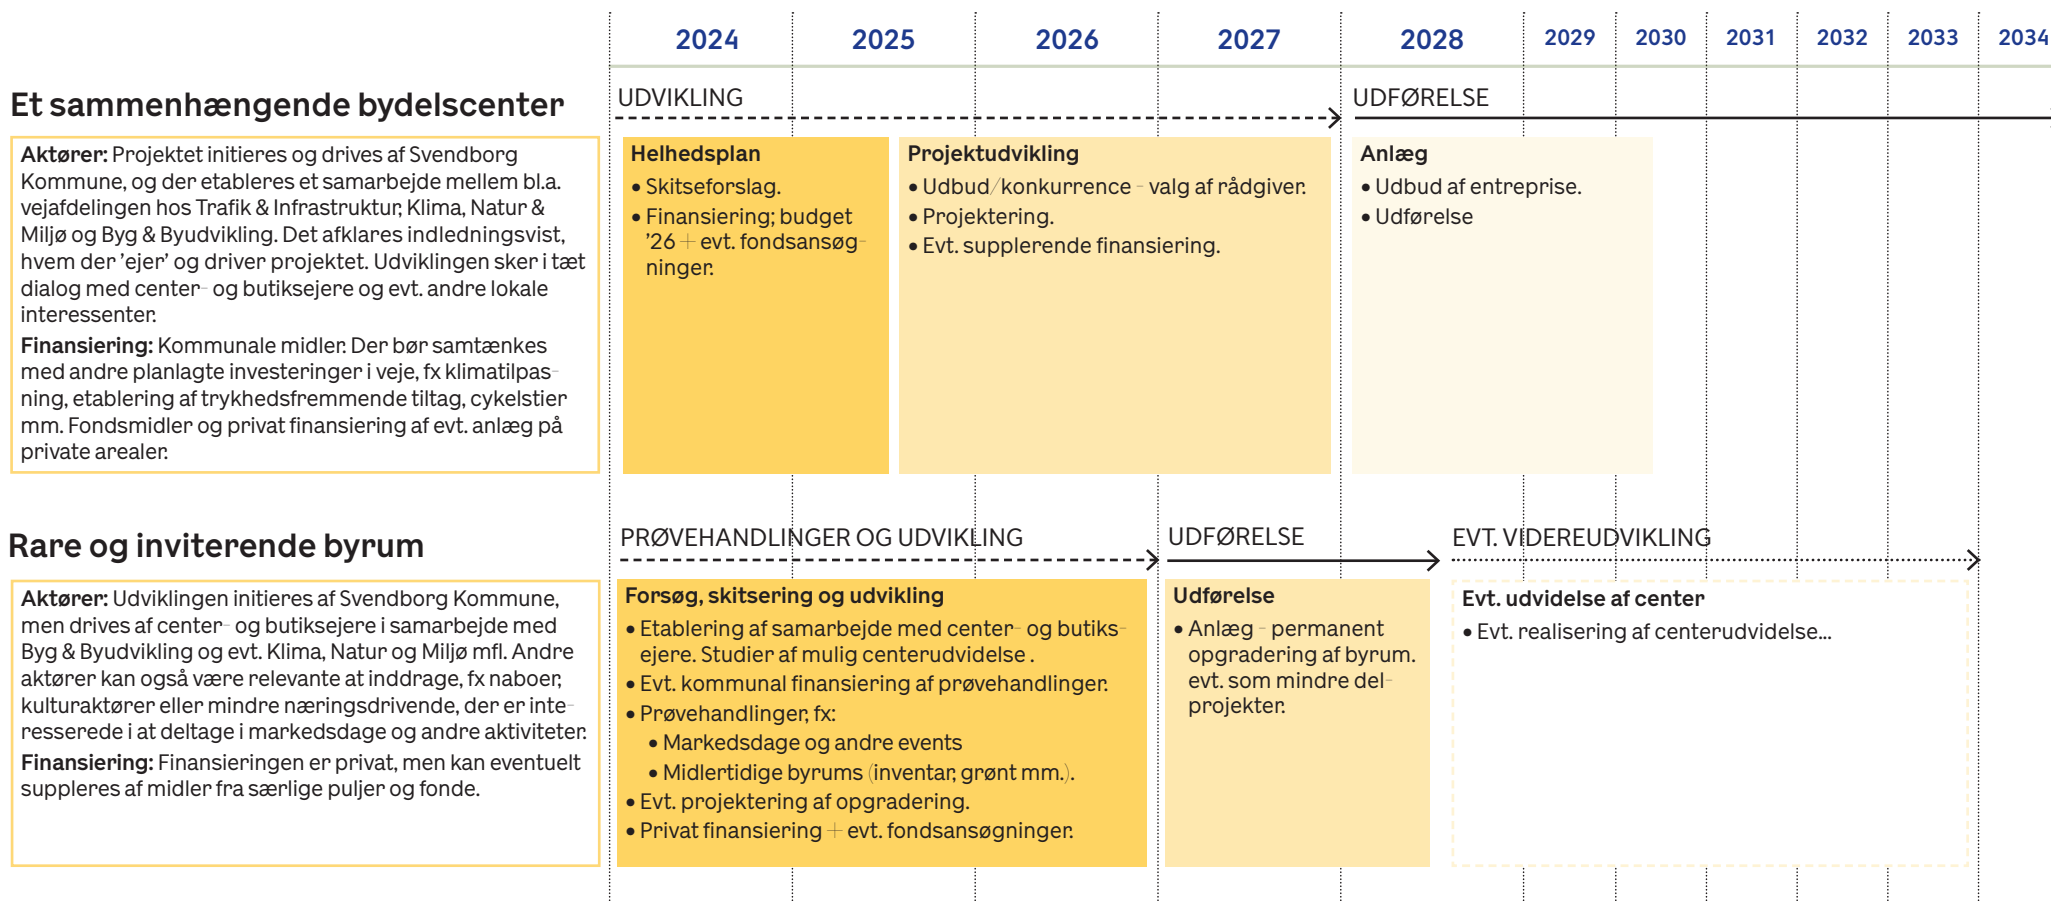 2024 2025 2026 2027 2028 2029 2030 2031 2032 2033 2034
Et sammenhængende bydelscenter
UDVIKLING
UDFØRELSE
Aktører: Projektet initieres og drives af Svendborg
Kommune, og der etableres et samarbejde mellem bl.a.
vejafdelingen hos Trafik & Infrastruktur, Klima, Natur &
Miljø og Byg & Byudvikling. Det afklares indledningsvist,
hvem der ’ejer’ og driver projektet. Udviklingen sker i tæt
dialog med center- og butiksejere og evt. andre lokale
interessenter.
Finansiering: Kommunale midler. Der bør samtænkes
med andre planlagte investeringer i veje, fx klimatilpas-
ning, etablering af trykhedsfremmende tiltag, cykelstier
mm. Fondsmidler og privat finansiering af evt. anlæg på
private arealer.
Helhedsplan
• Skitseforslag.
• Finansiering; budget
’26 + evt. fondsansøg-
ninger.
Projektudvikling
• Udbud/konkurrence - valg af rådgiver.
• Projektering.
• Evt. supplerende finansiering.
Anlæg
• Udbud af entreprise.
• Udførelse
Rare og inviterende byrum
PRØVEHANDLINGER OG UDVIKLING
UDFØRELSE
EVT. VIDEREUDVIKLING
Aktører: Udviklingen initieres af Svendborg Kommune,
men drives af center- og butiksejere i samarbejde med
Byg & Byudvikling og evt. Klima, Natur og Miljø mfl. Andre
aktører kan også være relevante at inddrage, fx naboer,
kulturaktører eller mindre næringsdrivende, der er inte-
resserede i at deltage i markedsdage og andre aktiviteter.
Finansiering: Finansieringen er privat, men kan eventuelt
suppleres af midler fra særlige puljer og fonde.
Forsøg, skitsering og udvikling
• Etablering af samarbejde med center- og butiks-
ejere. Studier af mulig centerudvidelse .
• Evt. kommunal finansiering af prøvehandlinger.
• Prøvehandlinger, fx:
• Markedsdage og andre events
• Midlertidige byrums (inventar, grønt mm.).
• Evt. projektering af opgradering.
• Privat finansiering + evt. fondsansøgninger.
Udførelse
• Anlæg - permanent
opgradering af byrum.
evt. som mindre del-
projekter.
Evt. udvidelse af center
• Evt. realisering af centerudvidelse...